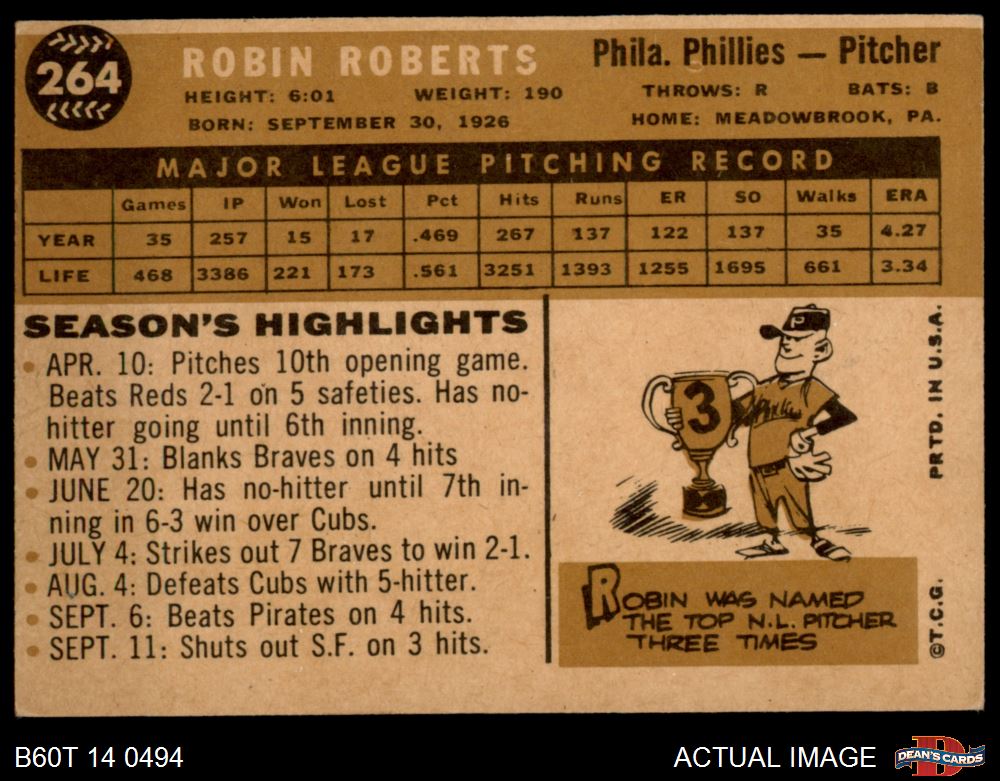 264
ROBIN ROBERTS
Phila. Phillies — Pitcher
HEIGHT: 6:01 WEIGHT: 190 THROWS: R BATS: B
BORN: SEPTEMBER 30, 1926 HOME: MEADOWBROOK, PA.
MAJOR LEAGUE PITCHING RECORD
Games IP Won Lost Pct Hits Runs ER SO Walks ERA
YEAR 35 257 15 17 .469 267 137 122 137 35 4.27
LIFE 468 3386 221 173 .561 3251 1393 1255 1695 661 3.34
SEASON'S HIGHLIGHTS
• APR. 10: Pitches 10th opening game.
Beats Reds 2-1 on 5 safeties. Has no-
hitter going until 6th inning.
• MAY 31: Blanks Braves on 4 hits
• JUNE 20: Has no-hitter until 7th in-
ning in 6-3 win over Cubs.
• JULY 4: Strikes out 7 Braves to win 2-1.
• AUG. 4: Defeats Cubs with 5-hitter.
• SEPT. 6: Beats Pirates on 4 hits.
• SEPT. 11: Shuts out S.F. on 3 hits.
P
3
ROBIN WAS NAMED
THE TOP N.L. PITCHER
THREE TIMES
PRTD. IN U.S.A.
©T.C.G.
B60T 14 0494
ACTUAL IMAGE
D
DEAN'S CARDS